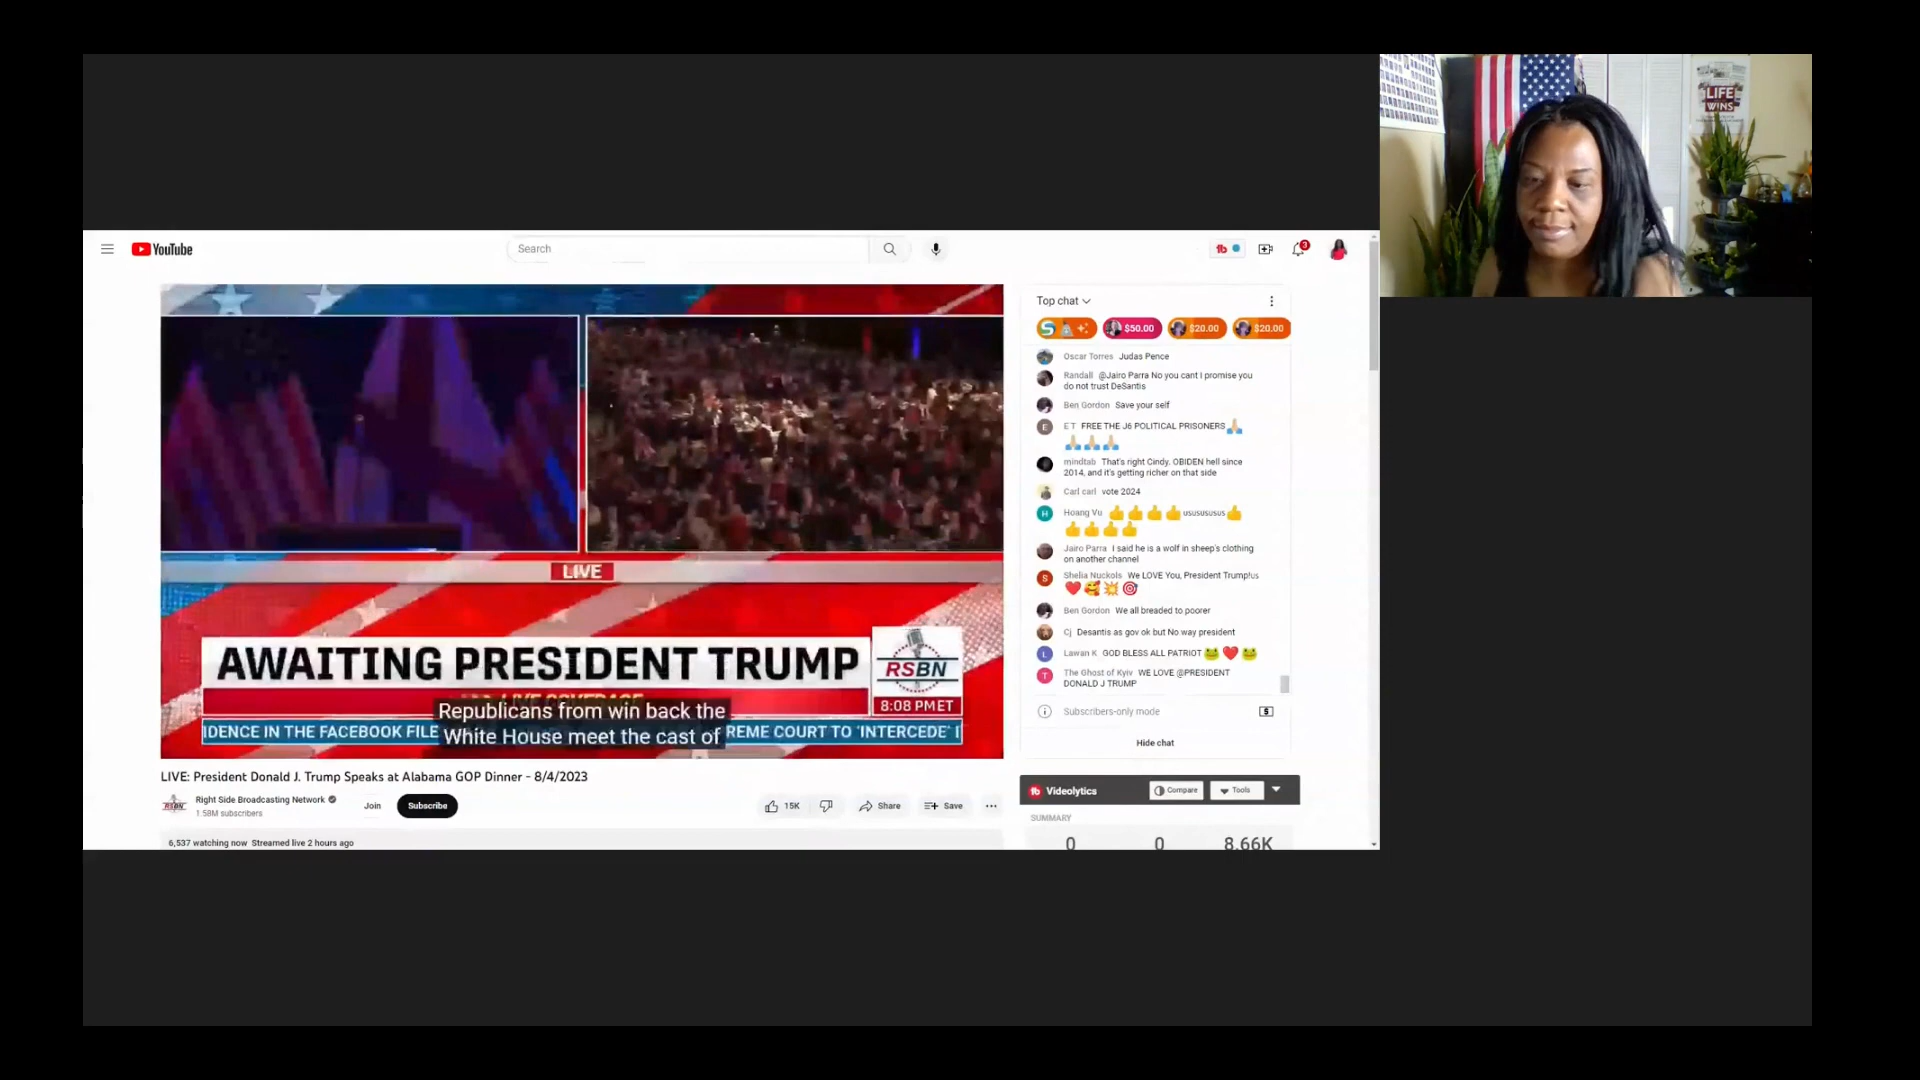 LIFE
WINS
YouTube
Search
3
Top chat
$50.00
$20.00
$20.00
Oscar Torres Judas Pence
Randall @Jairo Parra No you cant I promise you
do not trust DeSantis
Ben Gordon Save your self
E
E T FREE THE J6 POLITICAL PRISONERS
mindtab That's right Cindy. OBIDEN hell since
2014, and it's getting richer on that side
Carl carl vote 2024
H
Hoang Vu ususususus
Jairo Parra I said he is a wolf in sheep's clothing
on another channel
S
Shelia Nuckols We LOVE You, President Trump!us
Ben Gordon We all breaded to poorer
Cj Desantis as gov ok but No way president
L
Lawan K GOD BLESS ALL PATRIOT
T
The Ghost of Kyiv WE LOVE @PRESIDENT
DONALD J TRUMP
Subscribers-only mode
Hide chat
LIVE
AWAITING PRESIDENT TRUMP
RSBN
LIVE COVERAGE
8:08 PM ET
Republicans from win back the
White House meet the cast of
IDENCE IN THE FACEBOOK FILE
REME COURT TO 'INTERCEDE' I
LIVE: President Donald J. Trump Speaks at Alabama GOP Dinner - 8/4/2023
RSBN
Right Side Broadcasting Network
1.58M subscribers
Join
Subscribe
15K
Share
Save
6,537 watching now Streamed live 2 hours ago
Videolytics
Compare
Tools
SUMMARY
0
0
8.66K